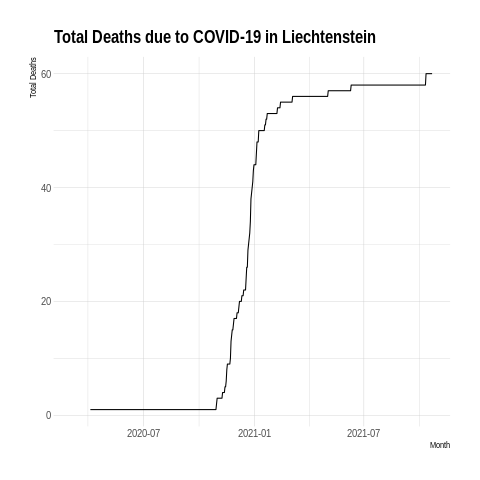 Total Deaths due to COVID-19 in Liechtenstein
Total Deaths
60
40
20
0
2020-07 2021-01 2021-07
Month